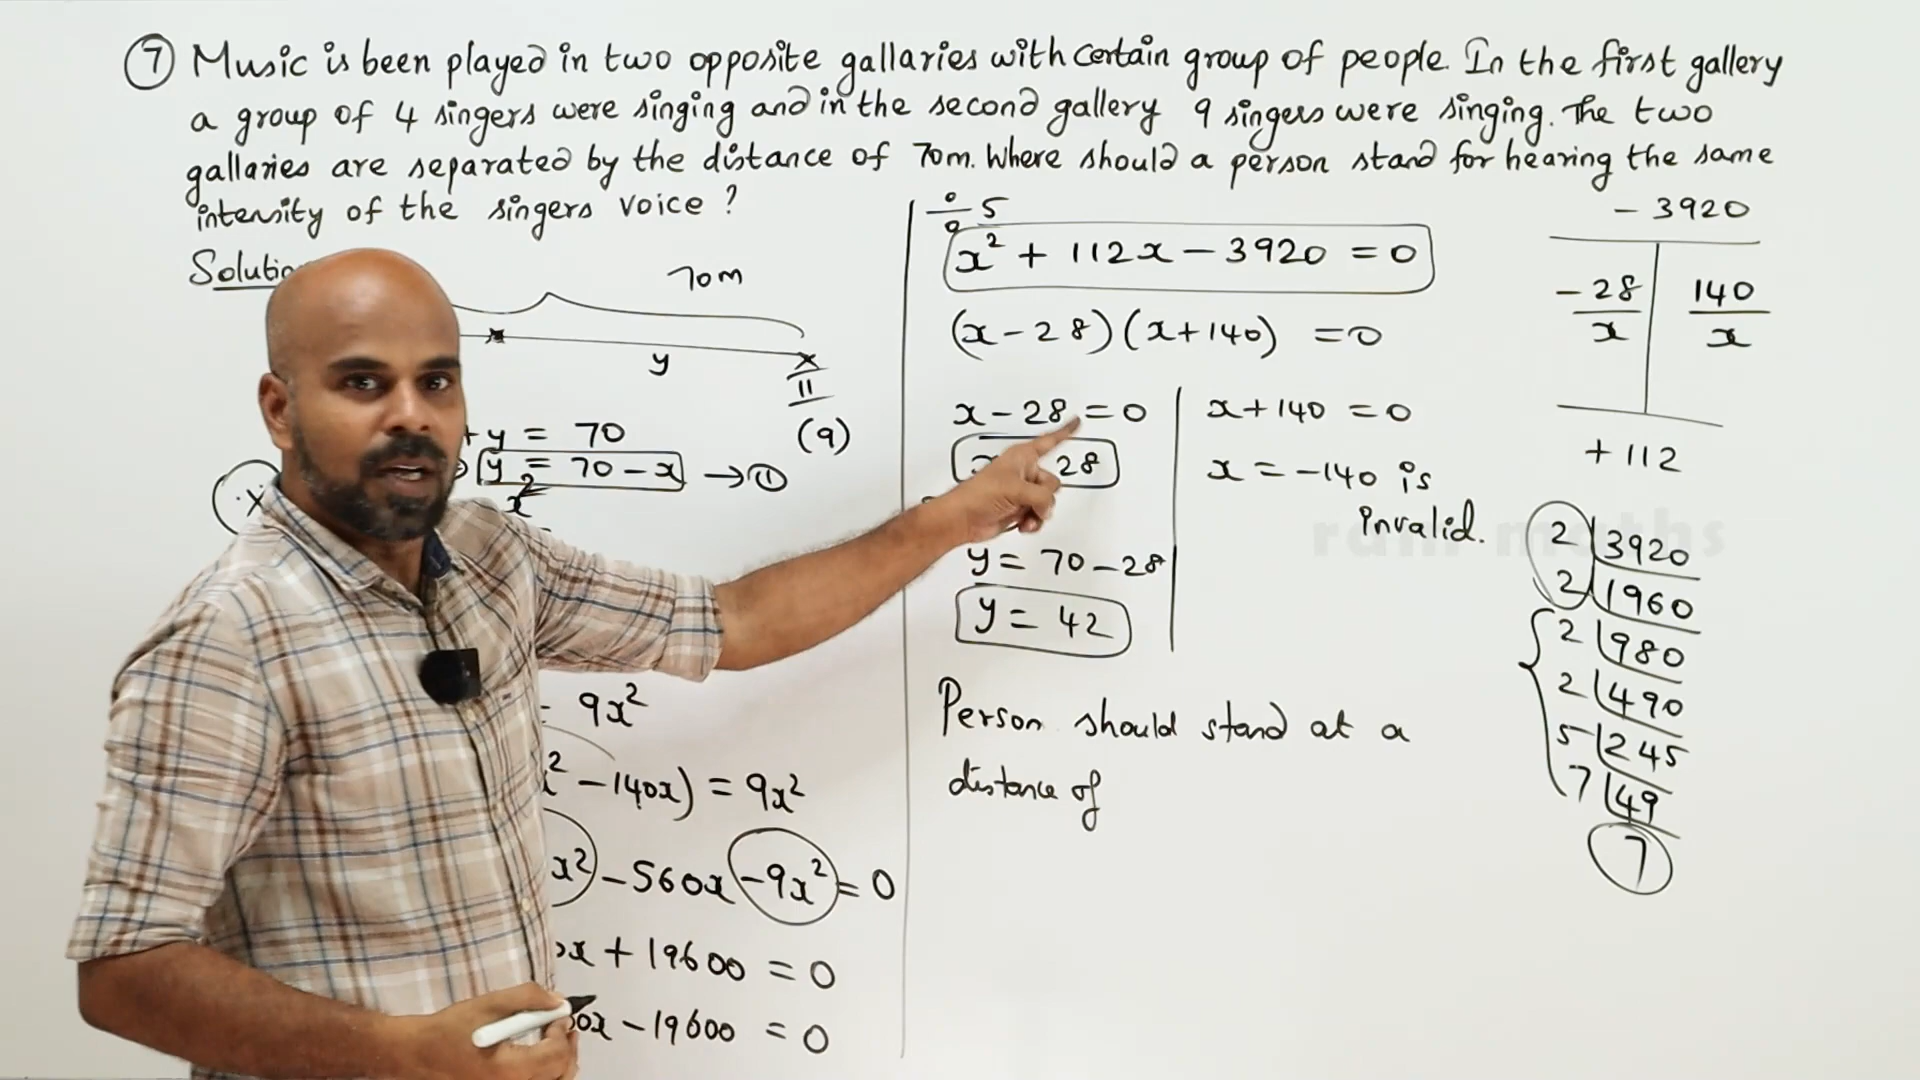 7 Music is been played in two opposite gallaries with certain group of people. In the first gallery
a group of 4 singers were singing and in the second gallery 9 singers were singing. The two
gallaries are separated by the distance of 70m. Where should a person stand for hearing the same
intensity of the singers voice ?
70m
y
x
11
(9)
+ y = 70
y = 70 - x → ①
x²
= 9x²
² - 140x) = 9x²
x² - 560x - 9x² = 0
x + 19600 = 0
0x - 19600 = 0
÷ 5
x² + 112x - 3920 = 0
(x - 28)(x + 140) = 0
x - 28 = 0
28
y = 70 - 28
y = 42
x + 140 = 0
x = -140 is
invalid.
Person should stand at a
distance of
- 3920
-28 140
x x
+ 112
2 3920
2 1960
2 980
2 490
5 245
7 49
7